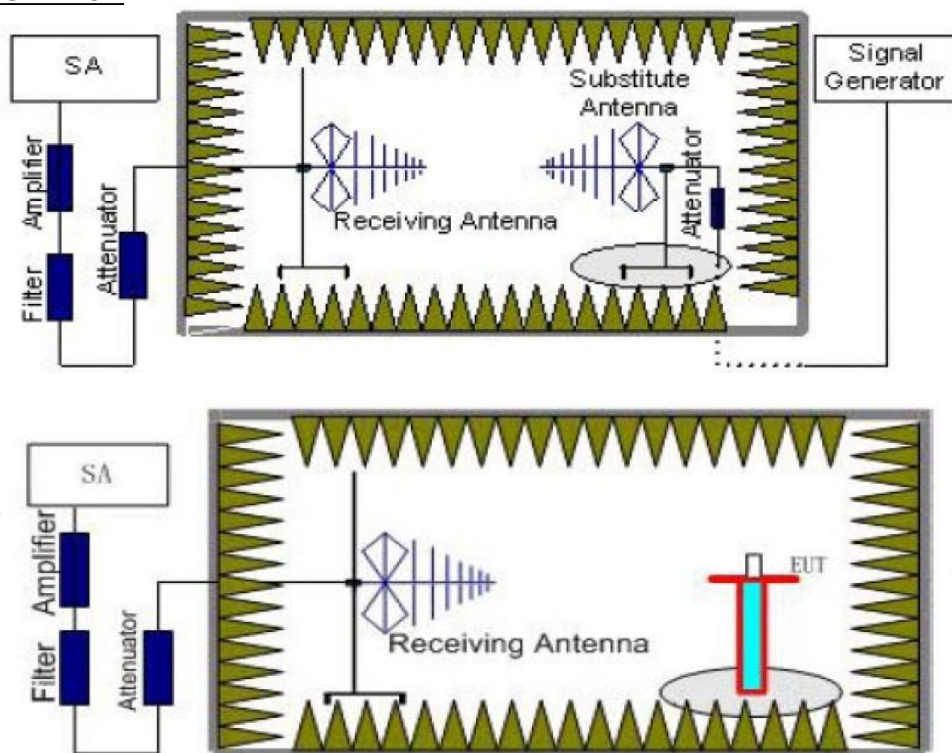 SA
Signal
Generator
Substitute
Antenna
Amplifier
Attenuator
Receiving Antenna
Attenuator
Filter
SA
Amplifier
EUT
Receiving Antenna
Filter
Attenuator